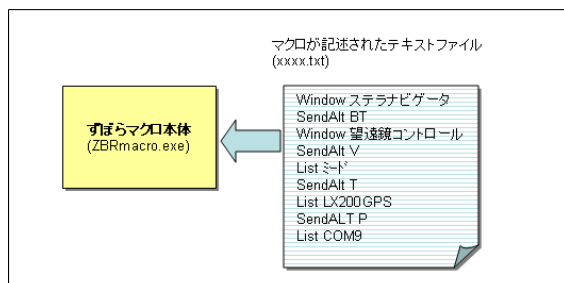 マクロが記述されたテキストファイル
(xxxx.txt)
ずぼらマクロ本体
(ZBRmacro.exe)
Window ステラナビゲータ
SendAlt BT
Window 望遠鏡コントロール
SendAlt V
List ミード
SendAlt T
List LX200GPS
SendALT P
List COM9